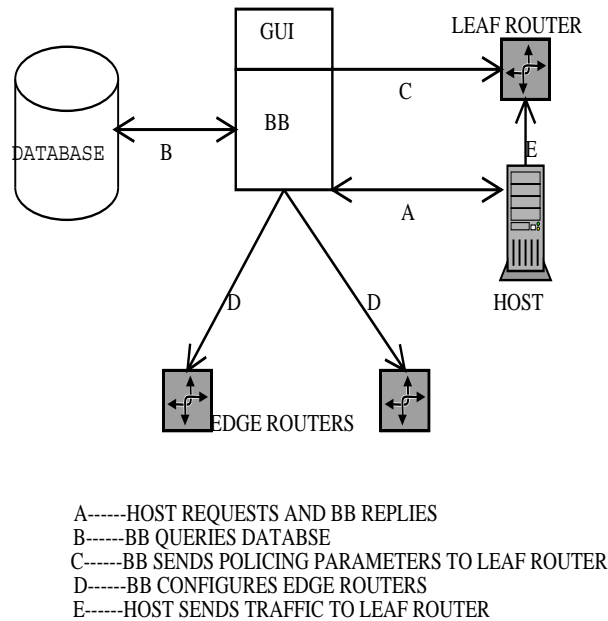 GUI
LEAF ROUTER
C
BB
DATABASE
B
E
A
HOST
D
D
EDGE ROUTERS
A------HOST REQUESTS AND BB REPLIES
B------BB QUERIES DATABSE
C------BB SENDS POLICING PARAMETERS TO LEAF ROUTER
D------BB CONFIGURES EDGE ROUTERS
E------HOST SENDS TRAFFIC TO LEAF ROUTER